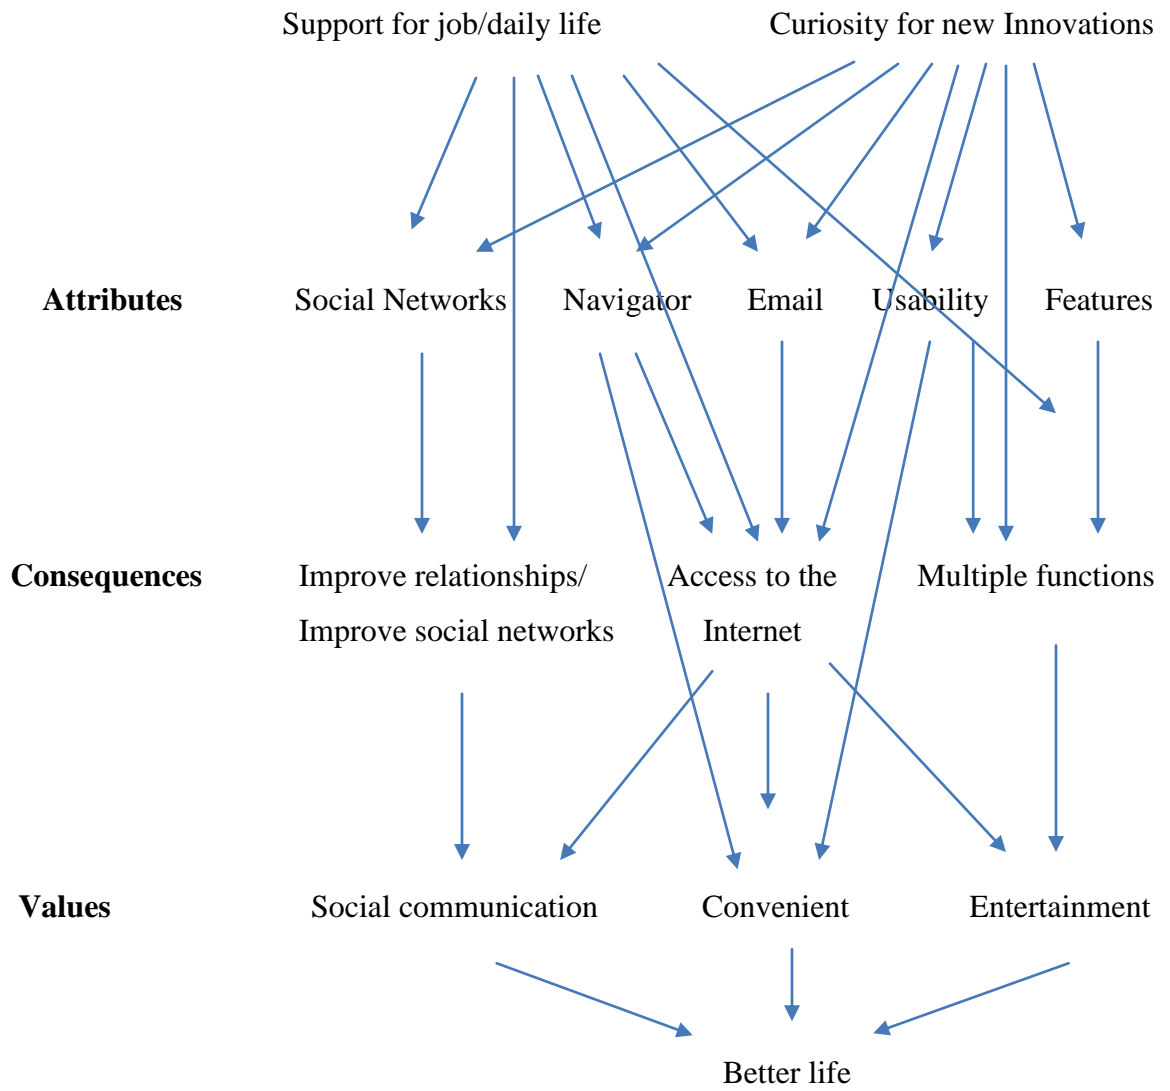 Support for job/daily life Curiosity for new Innovations
Attributes Social Networks Navigator Email Usability Features
Consequences Improve relationships/ Access to the Multiple functions
Improve social networks Internet
Values Social communication Convenient Entertainment
Better life